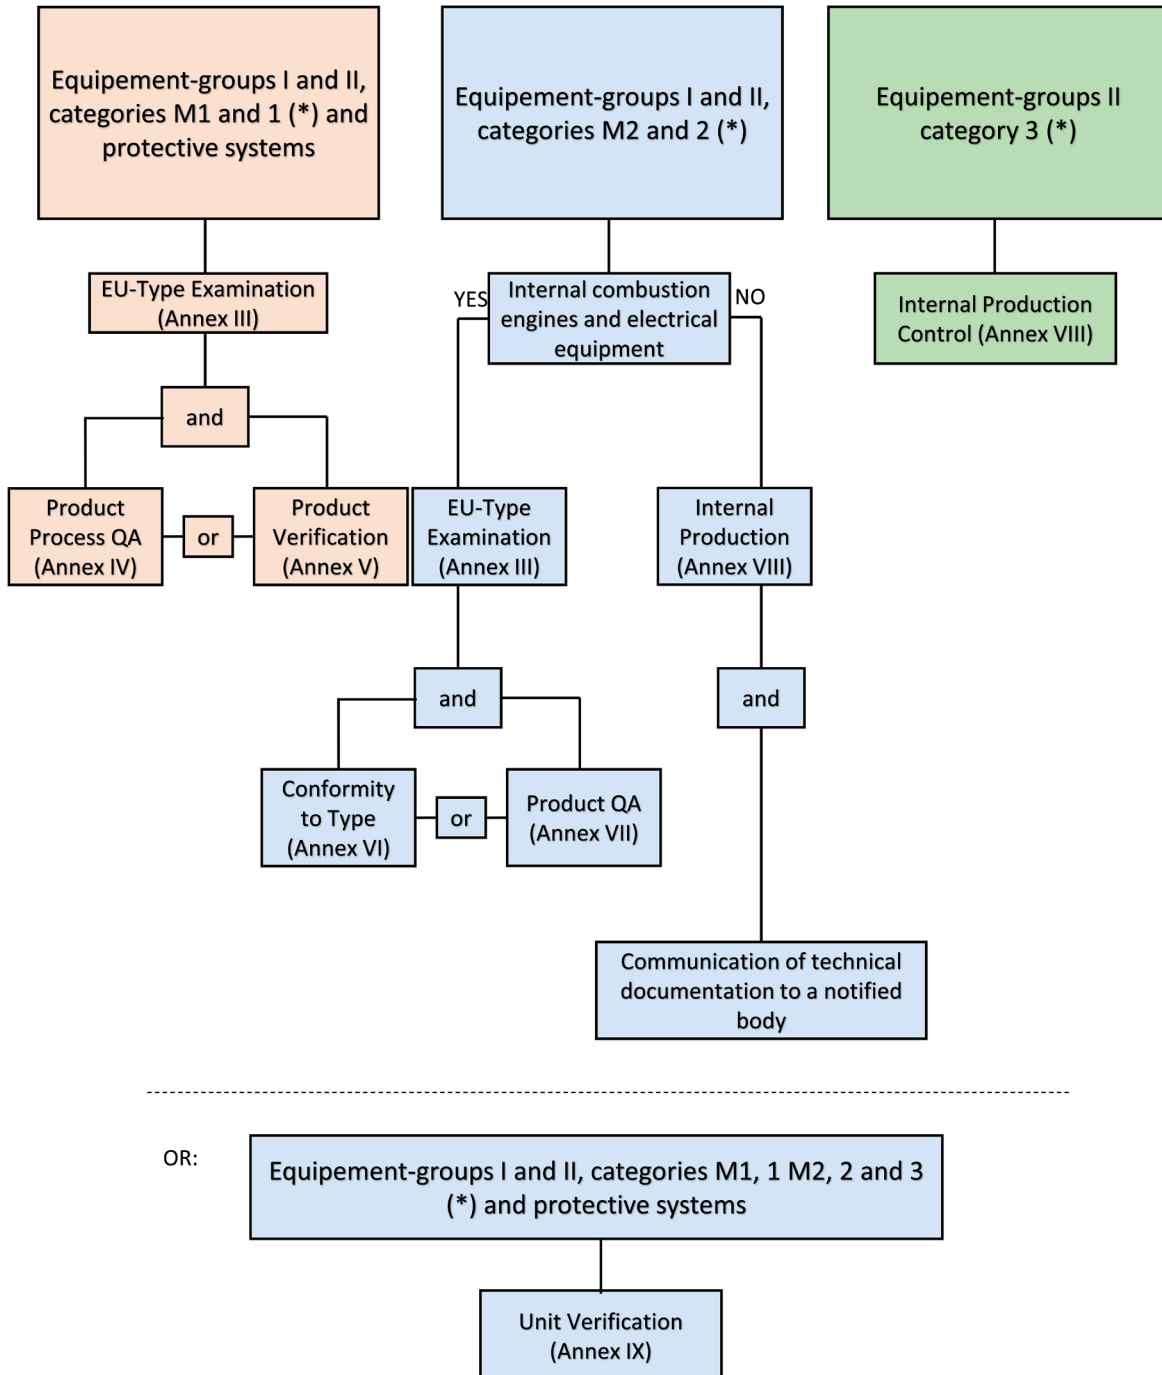 Equipement-groups I and II,
categories M1 and 1 (*) and
protective systems
Equipement-groups I and II,
categories M2 and 2 (*)
Equipement-groups II
category 3 (*)
EU-Type Examination
(Annex III)
YES
Internal combustion
engines and electrical
equipment
NO
Internal Production
Control (Annex VIII)
and
Product
Process QA
(Annex IV)
or
Product
Verification
(Annex V)
EU-Type
Examination
(Annex III)
Internal
Production
(Annex VIII)
and
and
Conformity
to Type
(Annex VI)
or
Product QA
(Annex VII)
Communication of technical
documentation to a notified
body
OR:
Equipement-groups I and II, categories M1, 1 M2, 2 and 3
(*) and protective systems
Unit Verification
(Annex IX)